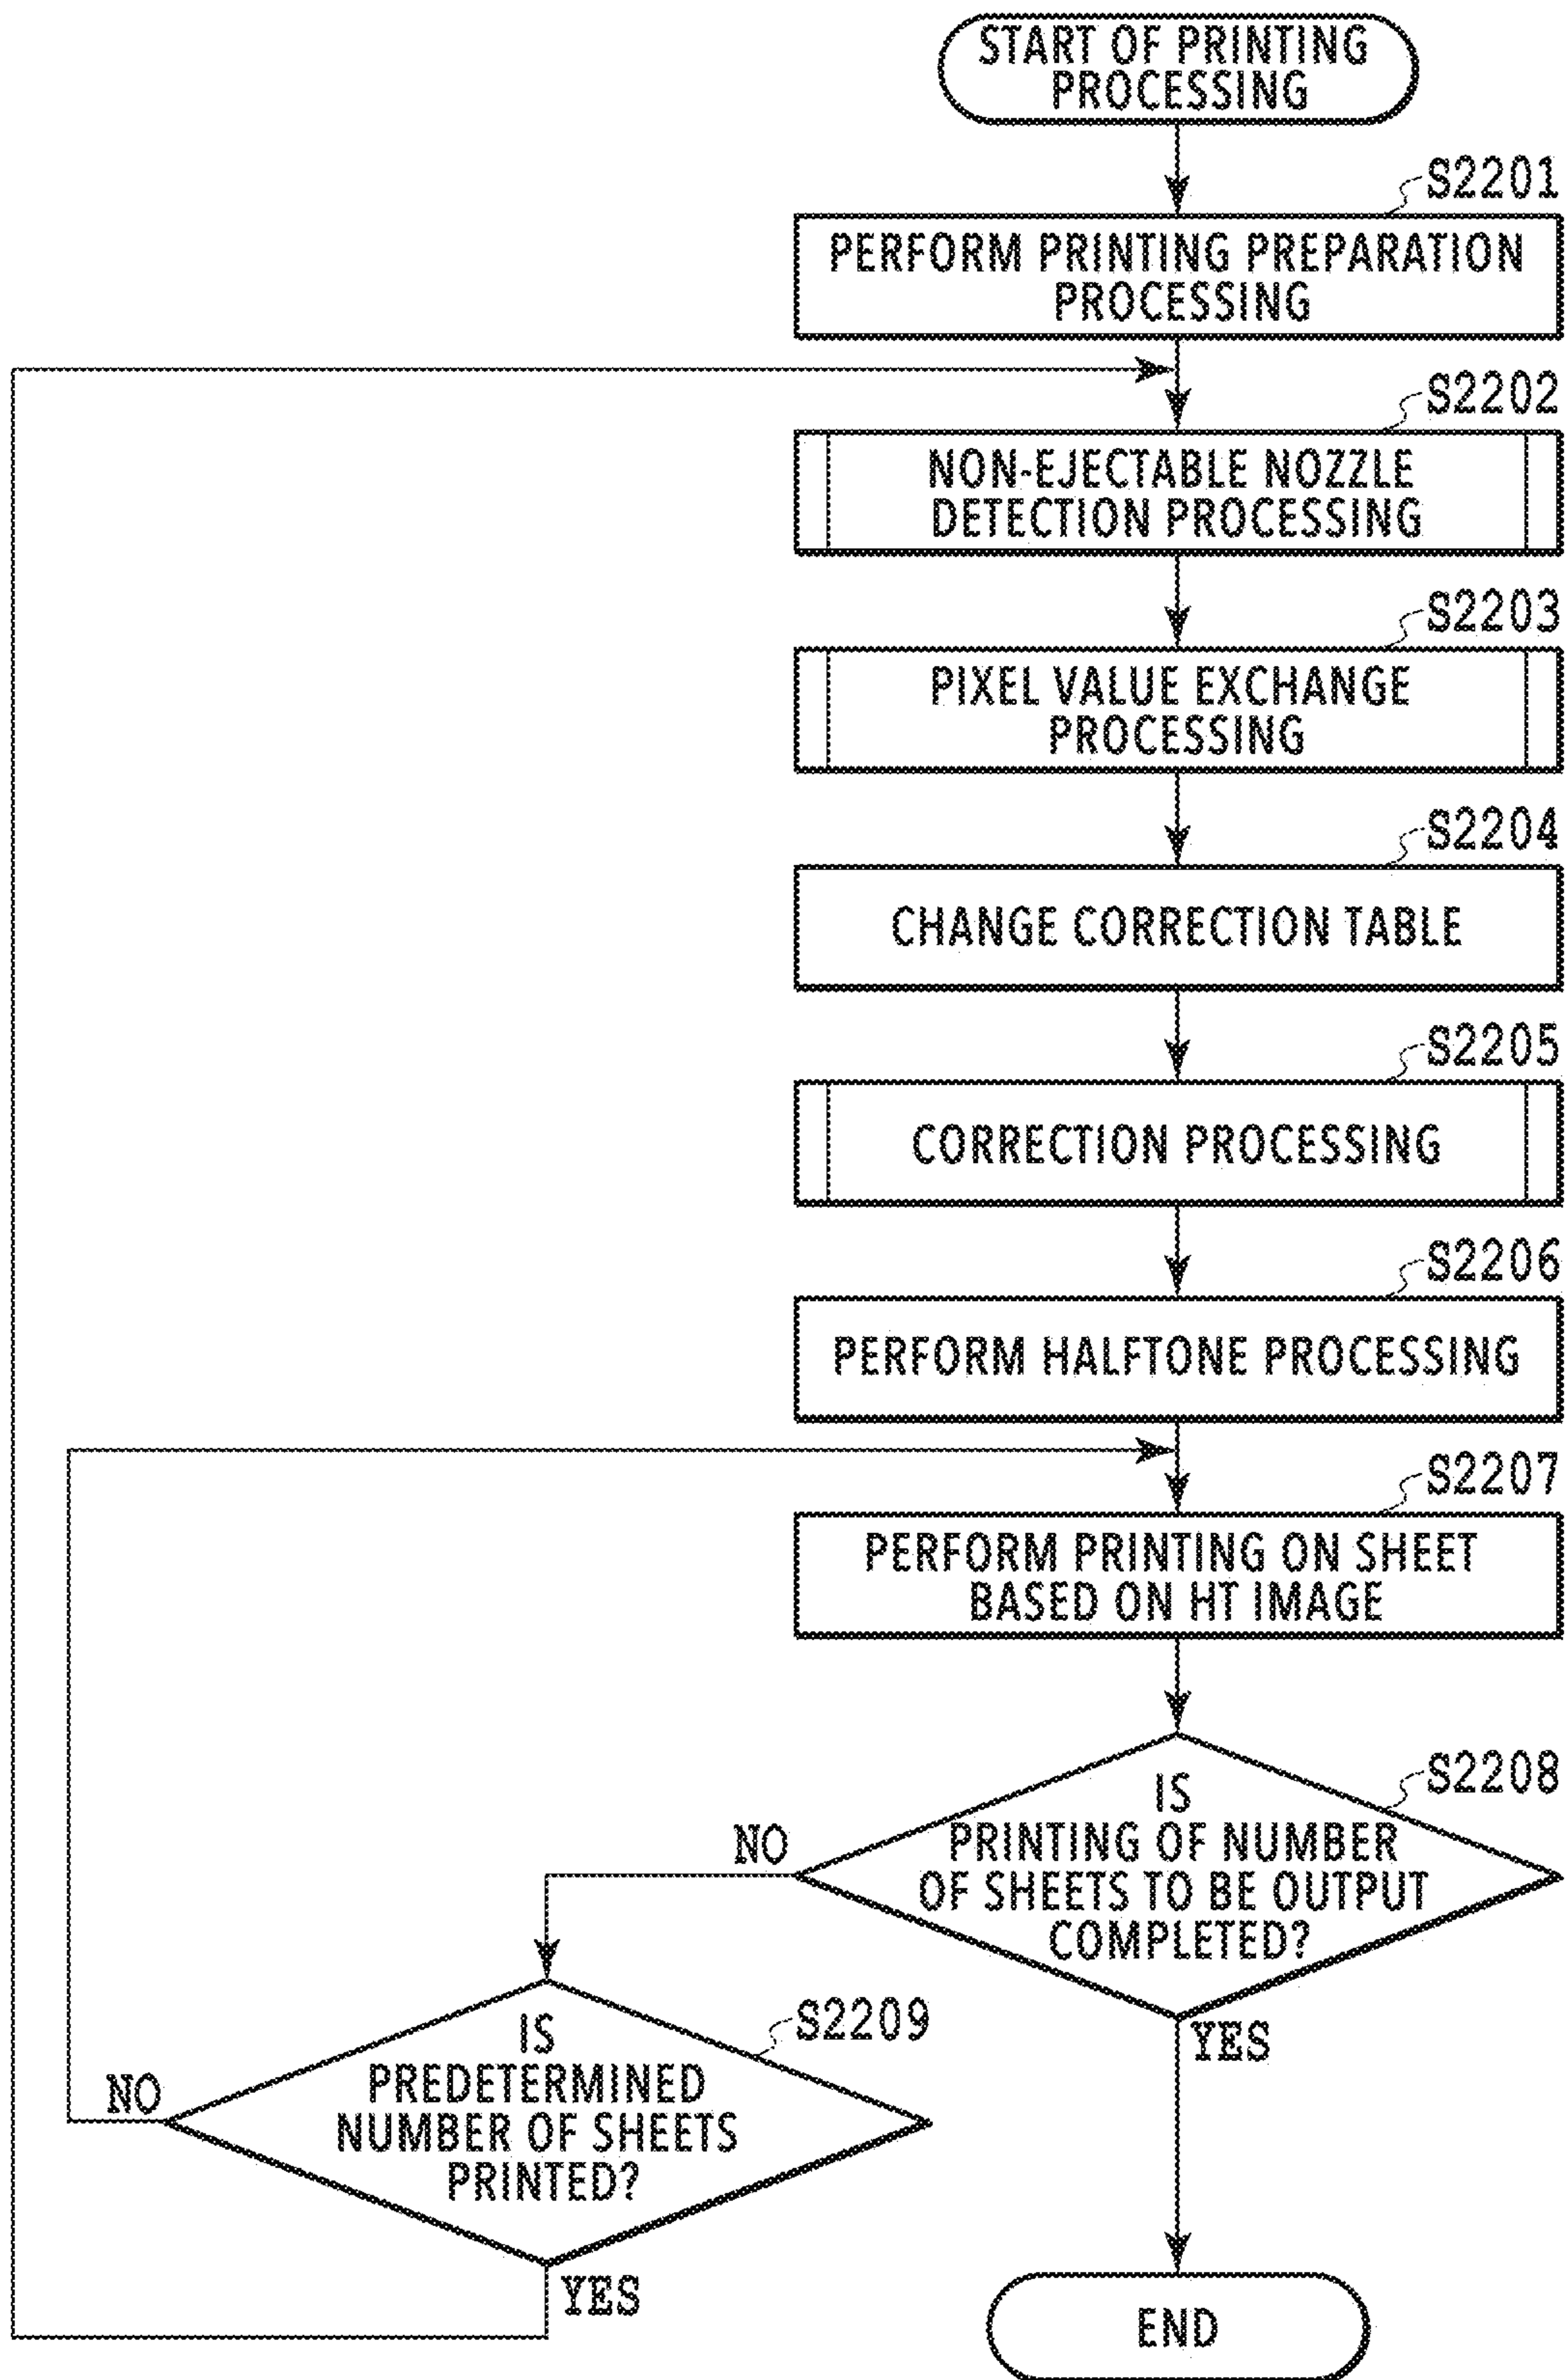 START OF PRINTING
PROCESSING
S2201
PERFORM PRINTING PREPARATION
PROCESSING
S2202
NON-EJECTABLE NOZZLE
DETECTION PROCESSING
S2203
PIXEL VALUE EXCHANGE
PROCESSING
S2204
CHANGE CORRECTION TABLE
S2205
CORRECTION PROCESSING
S2206
PERFORM HALFTONE PROCESSING
S2207
PERFORM PRINTING ON SHEET
BASED ON HT IMAGE
S2208
IS
PRINTING OF NUMBER
OF SHEETS TO BE OUTPUT
COMPLETED?
NO
YES
S2209
IS
PREDETERMINED
NUMBER OF SHEETS
PRINTED?
NO
YES
END